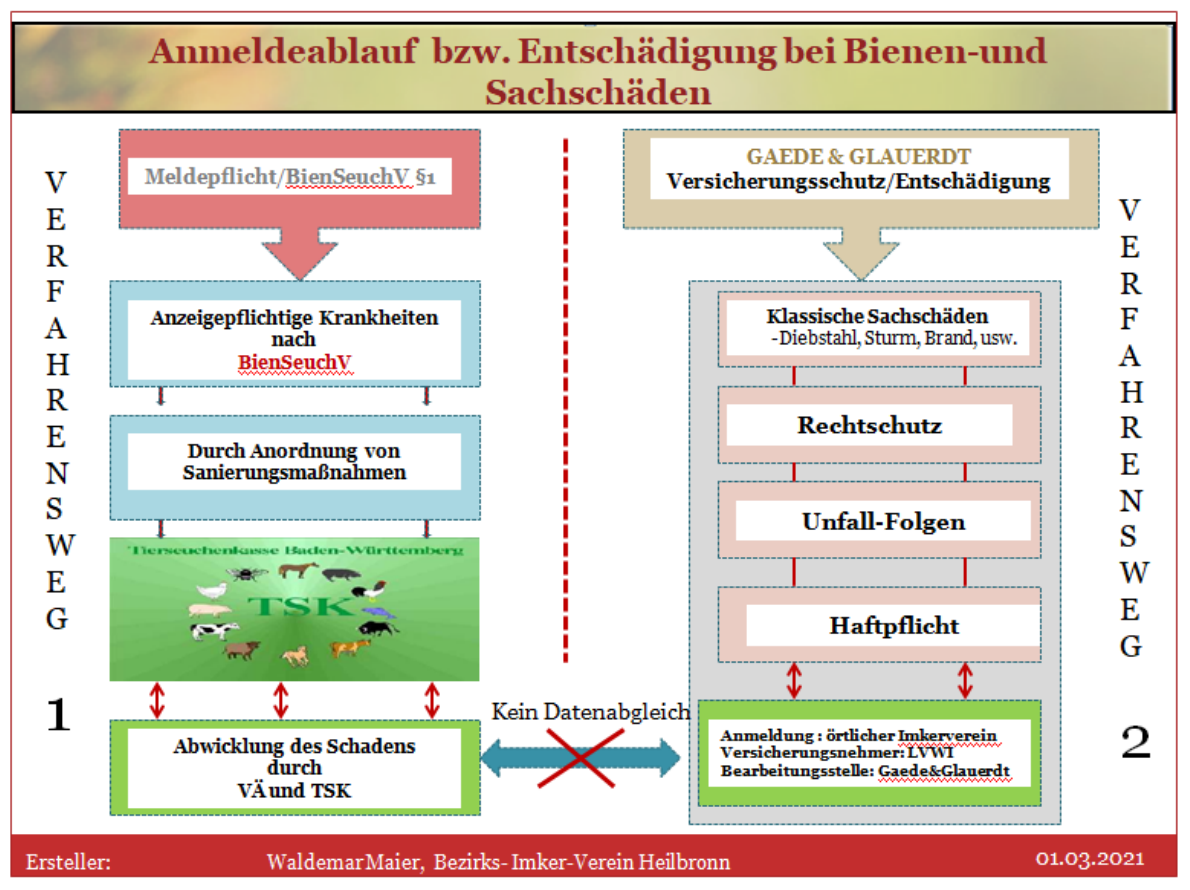 Anmeldeablauf bzw. Entschädigung bei Bienen-und
Sachschäden
VERFAHRENSWEG
1
Meldepflicht/BienSeuchV §1
Anzeigepflichtige Krankheiten
nach
BienSeuchV
Durch Anordnung von
Sanierungsmaßnahmen
Tierseuchenkasse Baden-Württemberg
TSK
Abwicklung des Schadens
durch
VÄ und TSK
Kein Datenabgleich
GAEDE & GLAUERDT
Versicherungsschutz/Entschädigung
Klassische Sachschäden
-Diebstahl, Sturm, Brand, usw.
Rechtschutz
Unfall-Folgen
Haftpflicht
Anmeldung : örtlicher Imkerverein
Versicherungsnehmer: LVWI
Bearbeitungsstelle: Gaede&Glauerdt
VERFAHRENSWEG
2
Ersteller: Waldemar Maier, Bezirks- Imker-Verein Heilbronn 01.03.2021